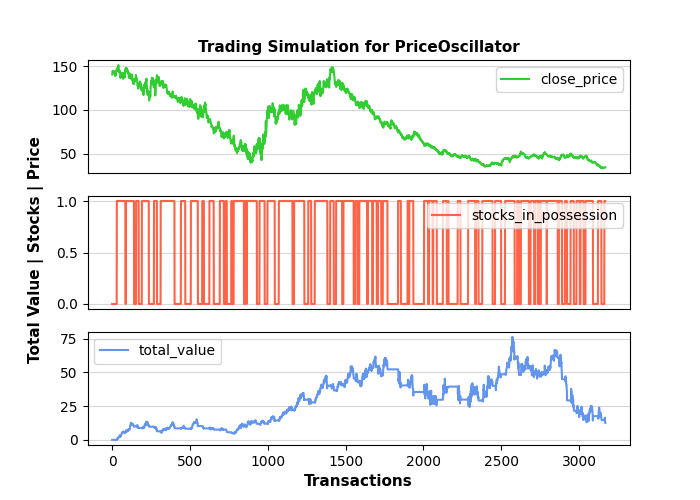 Trading Simulation for PriceOscillator
150
100
50
close_price
1.0
0.5
0.0
stocks_in_possession
75
50
25
0
total_value
0
500
1000
1500
2000
2500
3000
Total Value | Stocks | Price
Transactions